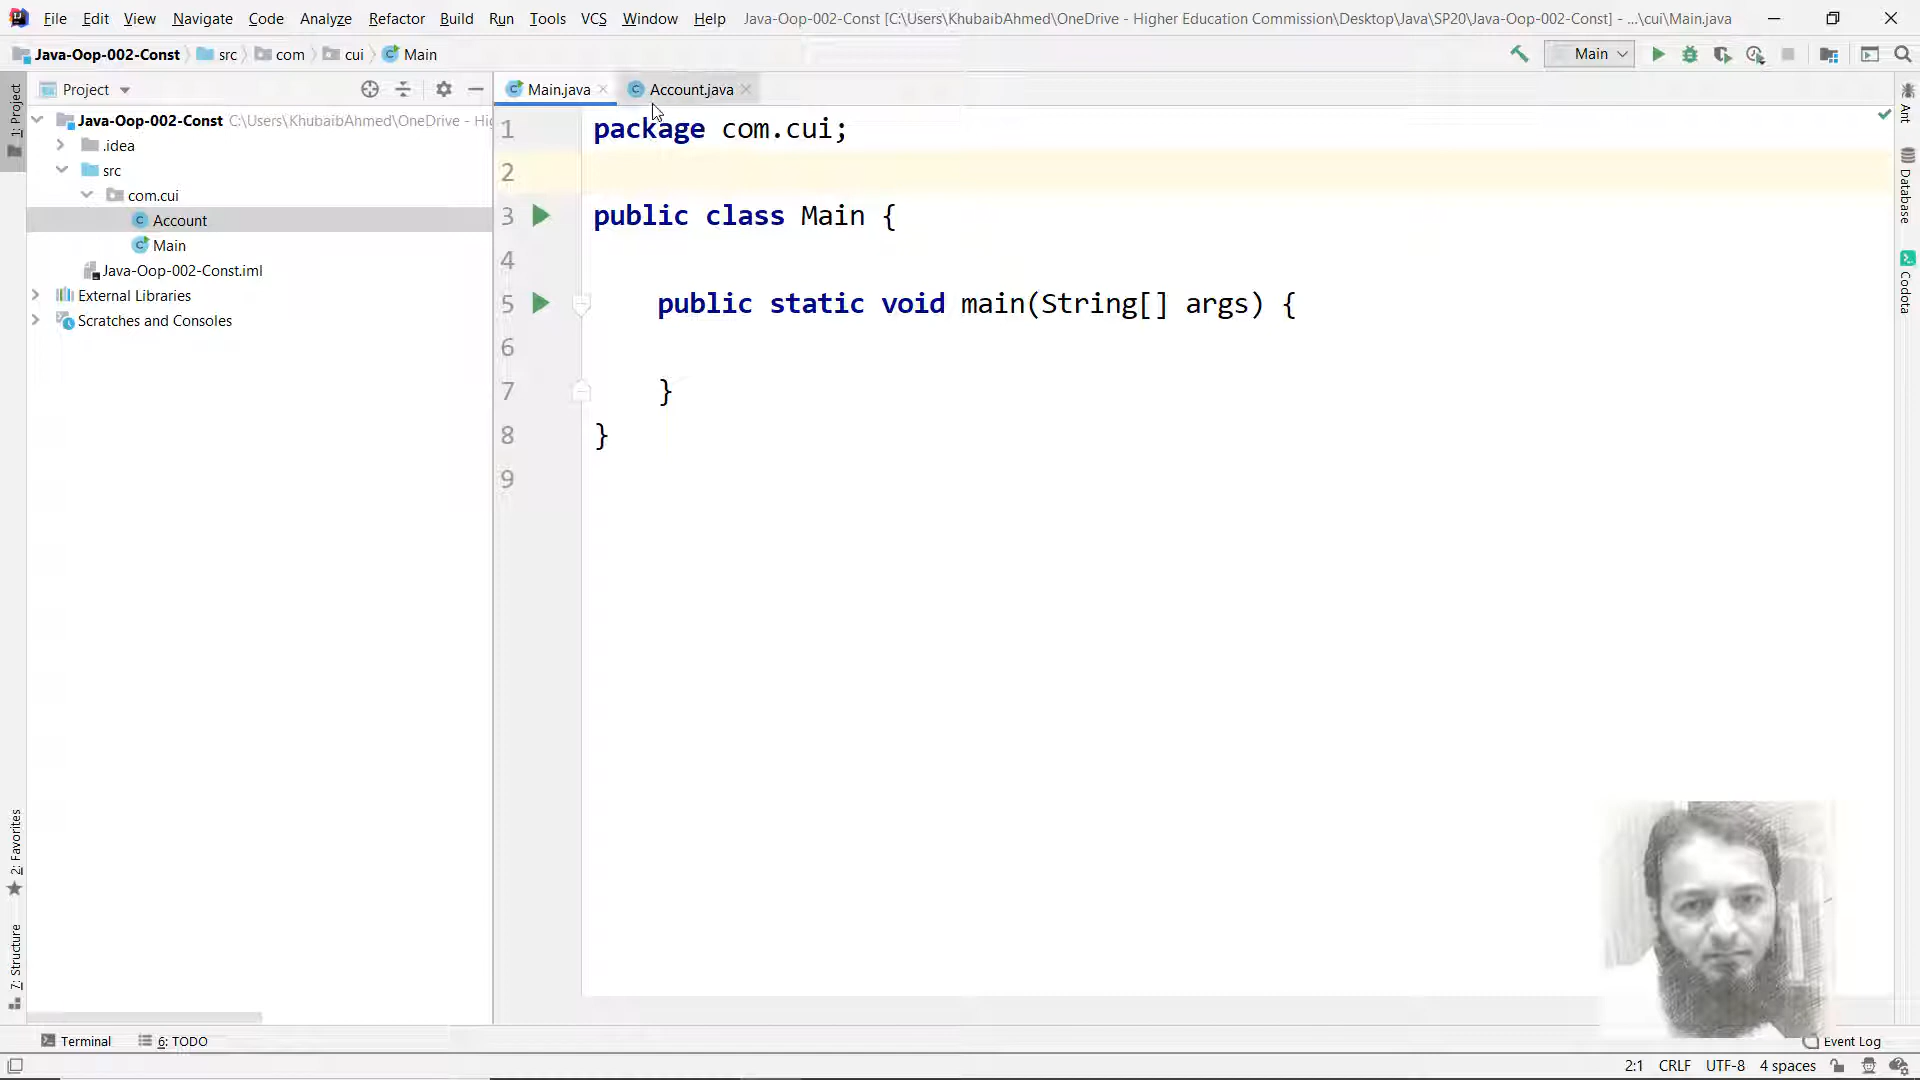 File Edit View Navigate Code Analyze Refactor Build Run Tools VCS Window Help Java-Oop-002-Const [C:\Users\KhubaibAhmed\OneDrive - Higher Education Commission\Desktop\Java\SP20\Java-Oop-002-Const] - ...\cui\Main.java
Java-Oop-002-Const src com cui Main
Main
1: Project
Project
Main.java
Account.java
Java-Oop-002-Const C:\Users\KhubaibAhmed\OneDrive - Hig
.idea
src
com.cui
Account
Main
Java-Oop-002-Const.iml
External Libraries
Scratches and Consoles
1 package com.cui;
2
3 public class Main {
4
5 public static void main(String[] args) {
6
7 }
8 }
9
Ant
Database
Codota
2: Favorites
7: Structure
Terminal 6: TODO Event Log
2:1 CRLF UTF-8 4 spaces